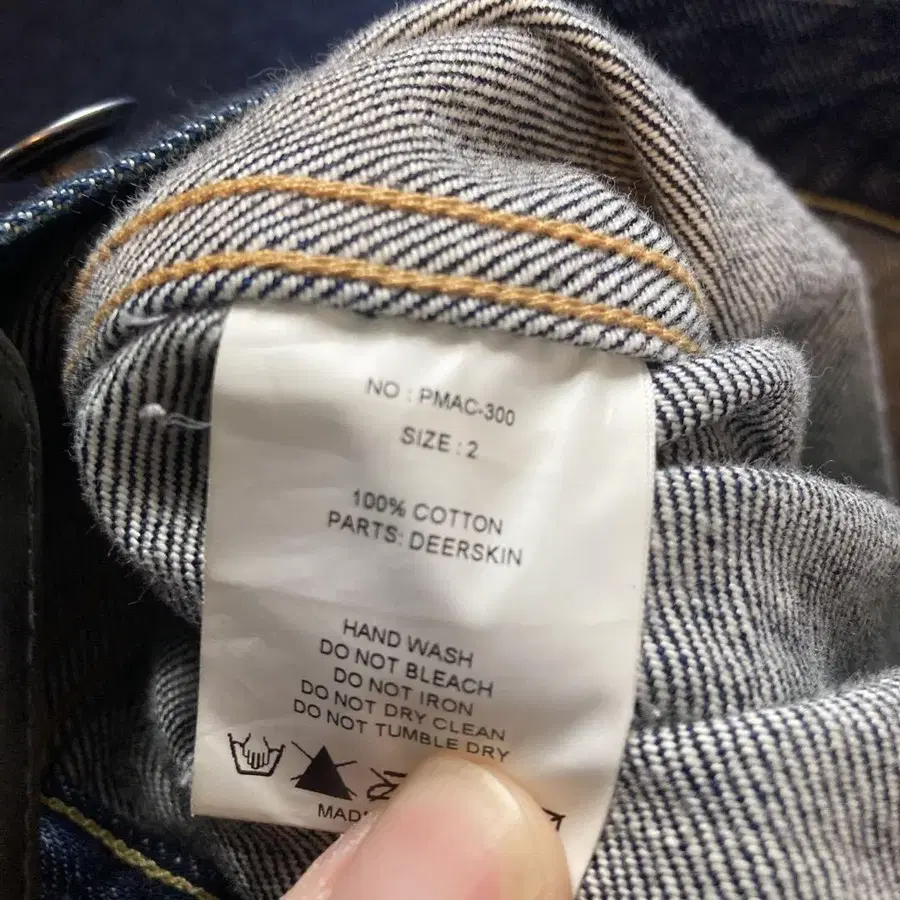 NO : PMAC-300
SIZE : 2
100% COTTON
PARTS: DEERSKIN
HAND WASH
DO NOT BLEACH
DO NOT IRON
DO NOT DRY CLEAN
DO NOT TUMBLE DRY